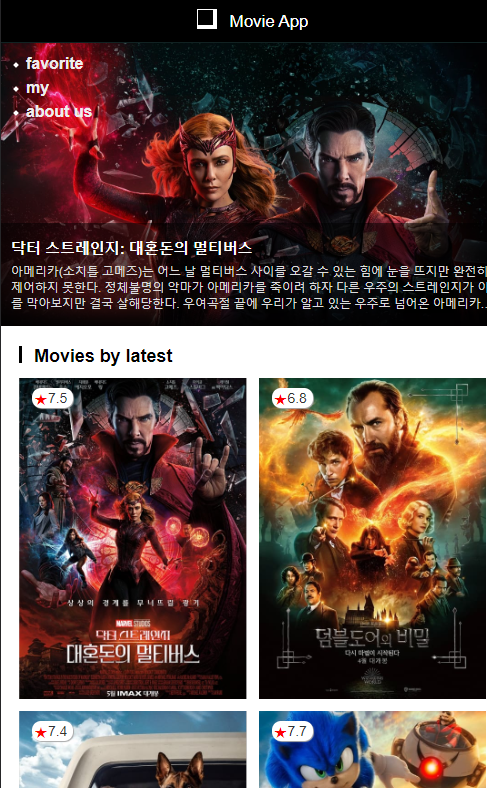 Movie App
favorite
my
about us
닥터 스트레인지: 대혼돈의 멀티버스
아메리카(소치틀 고메즈)는 어느 날 멀티버스 사이를 오갈 수 있는 힘에 눈을 뜨지만 완전히
제어하지 못한다. 정체불명의 악마가 아메리카를 죽이려 하자 다른 우주의 스트레인지가 이
를 막아보지만 결국 살해당한다. 우여곡절 끝에 우리가 알고 있는 우주로 넘어온 아메리카..
Movies by latest
★7.5
상상의 경계를 무너뜨릴 광기
MARVEL STUDIOS
닥터 스트레인지
대혼돈의 멀티버스
5월 IMAX 대개봉
★6.8
덤블도어의 비밀
다시 마법이 시작된다
4월 대개봉
WIZARDING
WORLD
★7.4
★7.7